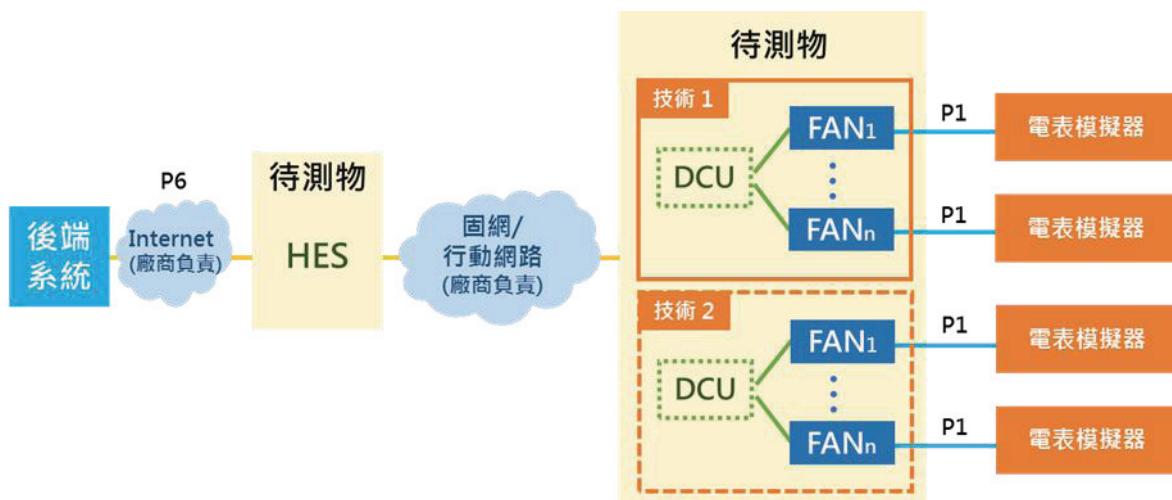 後端
系統
P6
Internet
(廠商負責)
待測物
HES
固網/
行動網路
(廠商負責)
待測物
技術 1
DCU
FAN1
FANn
P1
電表模擬器
P1
電表模擬器
技術 2
DCU
FAN1
FANn
P1
電表模擬器
P1
電表模擬器